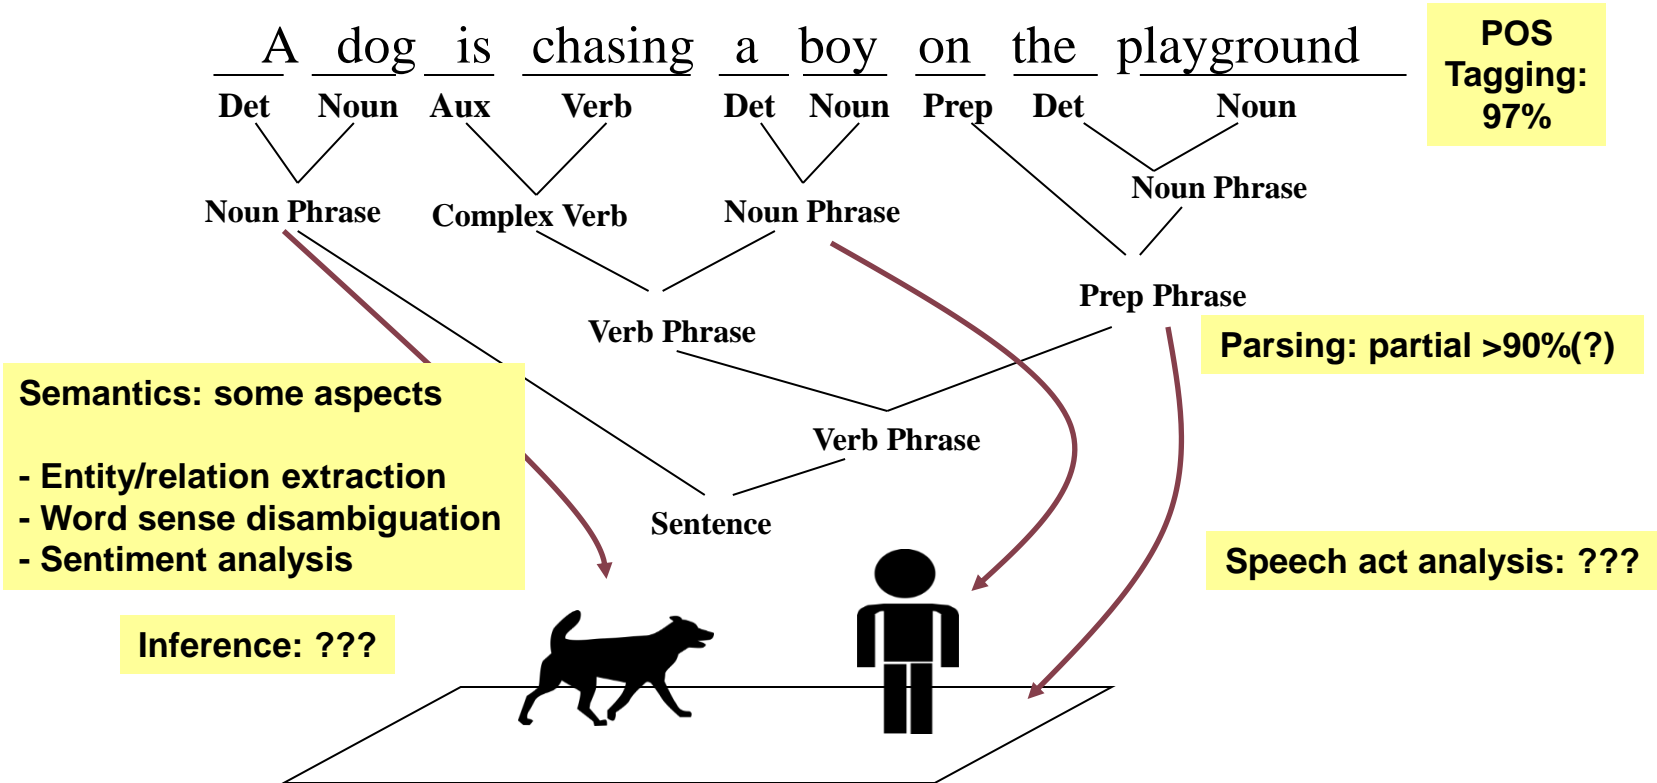 A dog is chasing a boy on the playground
Det Noun Aux Verb Det Noun Prep Det Noun
POS
Tagging:
97%
Noun Phrase Complex Verb Noun Phrase Noun Phrase
Prep Phrase
Verb Phrase
Parsing: partial >90%(?)
Semantics: some aspects
- Entity/relation extraction
- Word sense disambiguation
- Sentiment analysis
Verb Phrase
Sentence
Speech act analysis: ???
Inference: ???